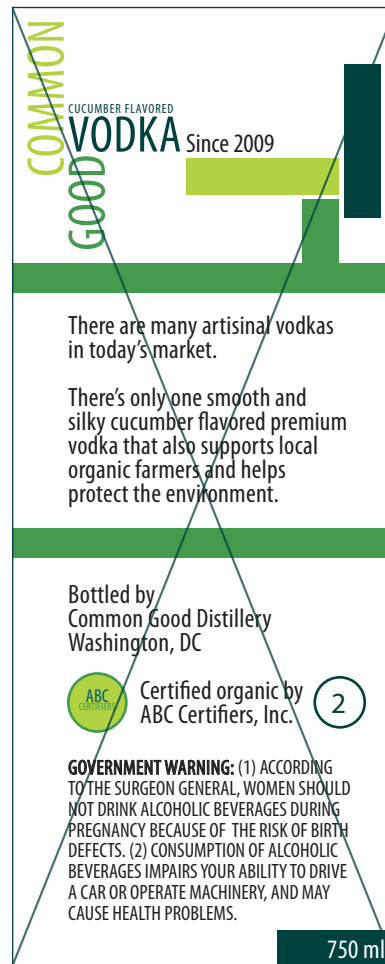 COMMON
CUCUMBER FLAVORED
VODKA Since 2009
GOOD
There are many artisinal vodkas
in today's market.
There's only one smooth and
silky cucumber flavored premium
vodka that also supports local
organic farmers and helps
protect the environment.
Bottled by
Common Good Distillery
Washington, DC
ABC
CERTIFIERS
Certified organic by
ABC Certifiers, Inc.
2
GOVERNMENT WARNING: (1) ACCORDING
TO THE SURGEON GENERAL, WOMEN SHOULD
NOT DRINK ALCOHOLIC BEVERAGES DURING
PREGNANCY BECAUSE OF THE RISK OF BIRTH
DEFECTS. (2) CONSUMPTION OF ALCOHOLIC
BEVERAGES IMPAIRS YOUR ABILITY TO DRIVE
A CAR OR OPERATE MACHINERY, AND MAY
CAUSE HEALTH PROBLEMS.
750 ml